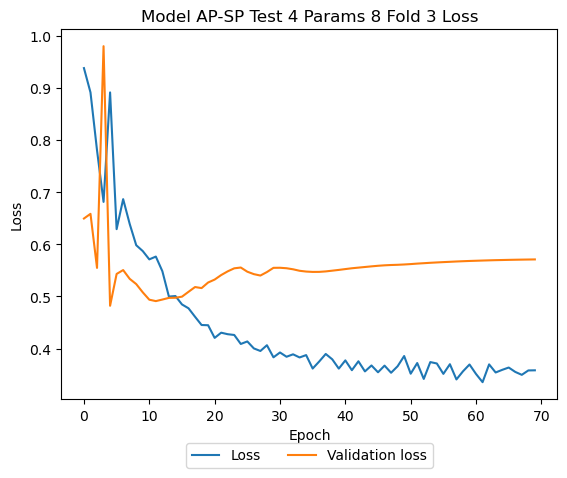 Model AP-SP Test 4 Params 8 Fold 3 Loss
1.0
0.9
0.8
0.7
0.6
0.5
0.4
Loss
0 10 20 30 40 50 60 70
Epoch
Loss Validation loss